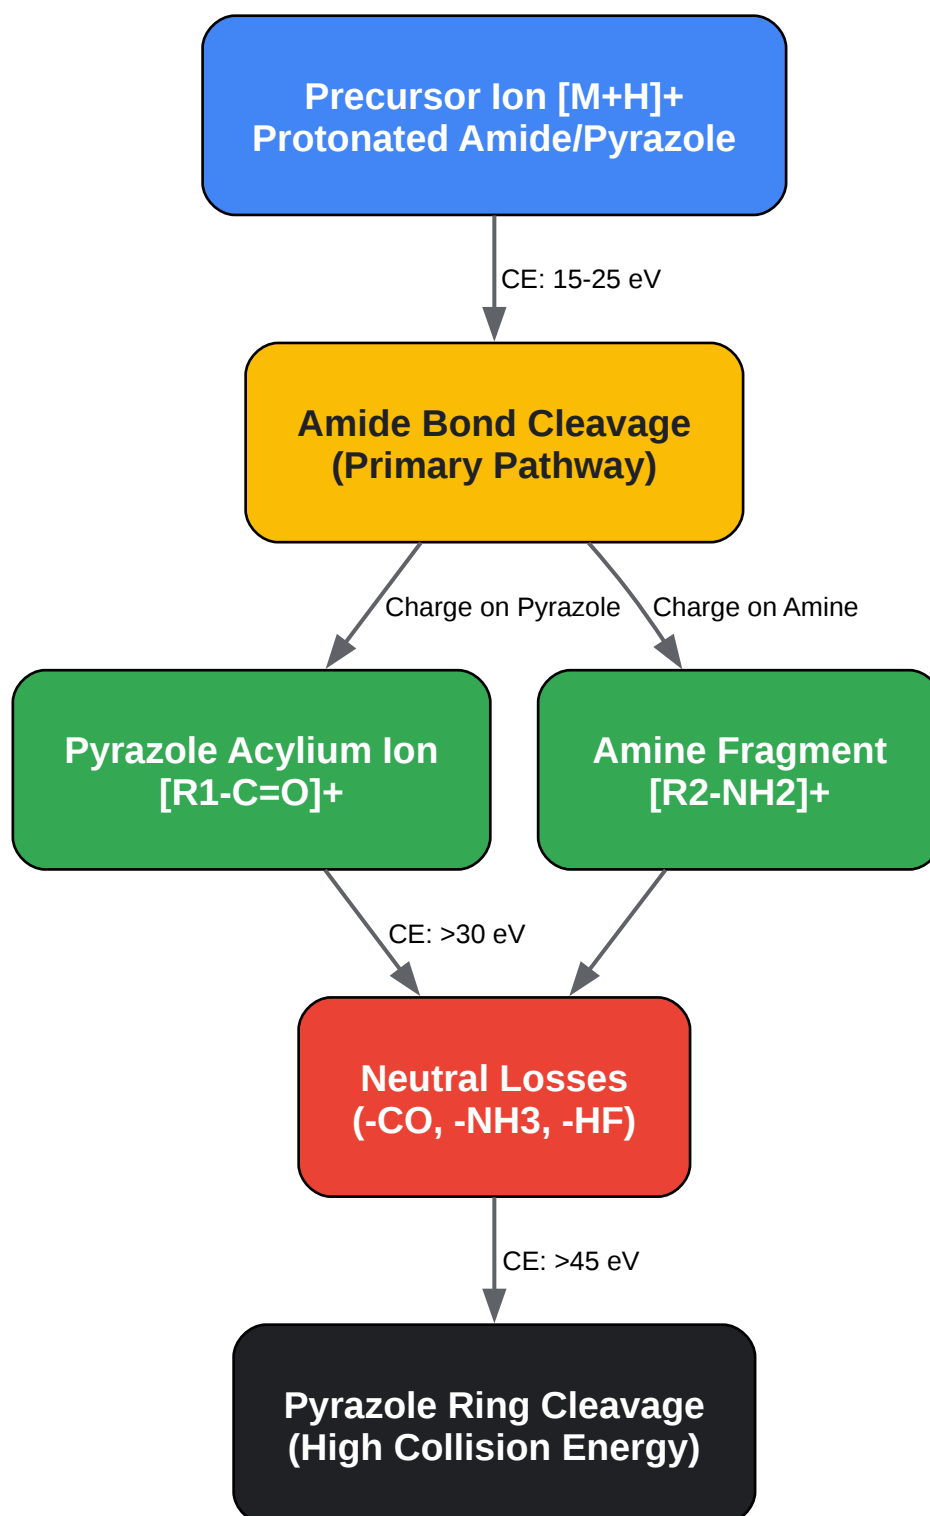 Precursor Ion [M+H]+
Protonated Amide/Pyrazole
CE: 15-25 eV
Amide Bond Cleavage
(Primary Pathway)
Charge on Pyrazole
Charge on Amine
Pyrazole Acylium Ion
[R1-C=O]+
Amine Fragment
[R2-NH2]+
CE: >30 eV
Neutral Losses
(-CO, -NH3, -HF)
CE: >45 eV
Pyrazole Ring Cleavage
(High Collision Energy)